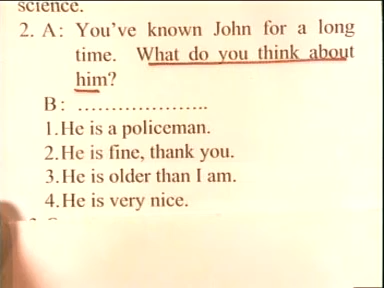 science.
2. A: You've known John for a long
time. What do you think about
him?
B: ………………..
1.He is a policeman.
2.He is fine, thank you.
3.He is older than I am.
4.He is very nice.